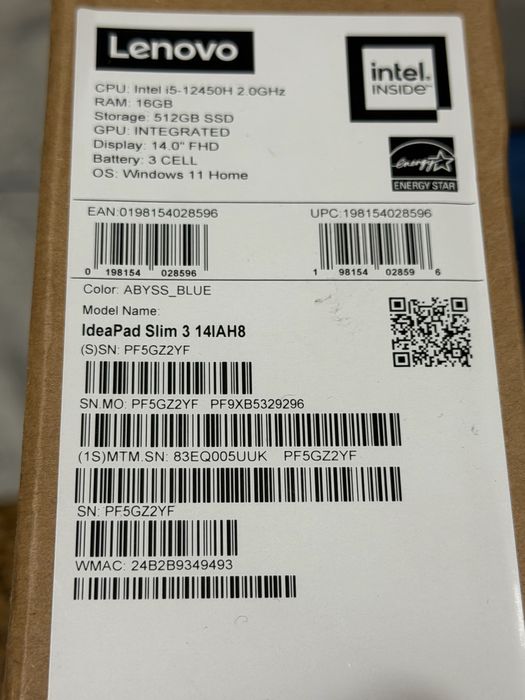 Lenovo
intel.
INSIDE™
CPU: Intel i5-12450H 2.0GHz
RAM: 16GB
Storage: 512GB SSD
GPU: INTEGRATED
Display: 14.0" FHD
Battery: 3 CELL
OS: Windows 11 Home
energy
ENERGY STAR
EAN:0198154028596
UPC:198154028596
0 198154 028596
1 98154 02859 6
Color: ABYSS_BLUE
Model Name:
IdeaPad Slim 3 14IAH8
(S)SN: PF5GZ2YF
SN.MO: PF5GZ2YF PF9XB5329296
(1S)MTM.SN: 83EQ005UUK PF5GZ2YF
SN: PF5GZ2YF
WMAC: 24B2B9349493